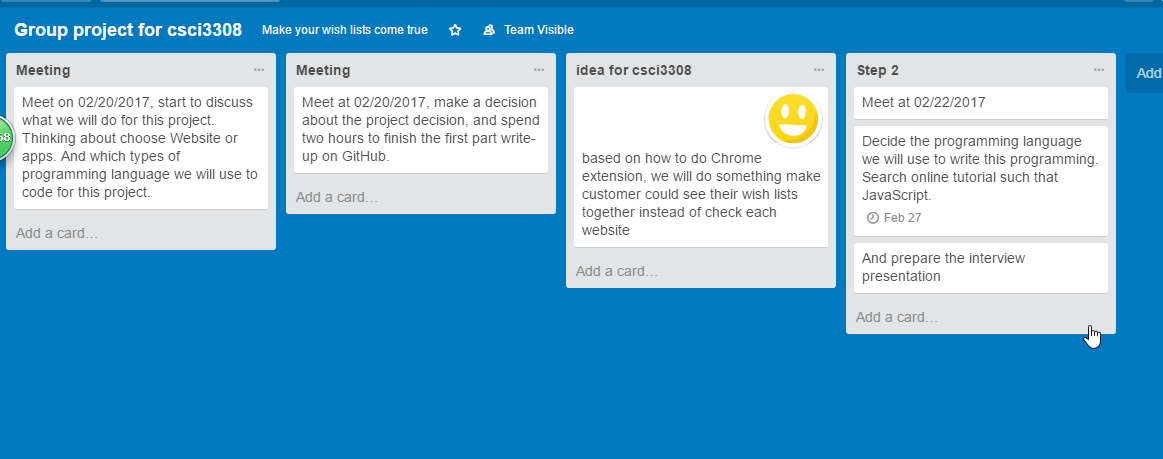 Group project for csci3308 Make your wish lists come true Team Visible
Meeting
Meet on 02/20/2017, start to discuss
what we will do for this project.
Thinking about choose Website or
apps. And which types of
programming language we will use to
code for this project.
Add a card...
Meeting
Meet at 02/20/2017, make a decision
about the project decision, and spend
two hours to finish the first part write-
up on GitHub.
Add a card...
idea for csci3308
based on how to do Chrome
extension, we will do something make
customer could see their wish lists
together instead of check each
website
Add a card...
Step 2
Meet at 02/22/2017
Decide the programming language
we will use to write this programming.
Search online tutorial such that
JavaScript.
Feb 27
And prepare the interview
presentation
Add a card...
Add